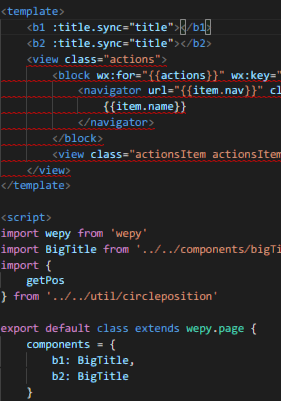 <template>
    <b1 :title.sync="title"></b1>
    <b2 :title.sync="title"></b2>
    <view class="actions">
        <block wx:for="{{actions}}" wx:key="
            <navigator url="{{item.nav}}" cl
                {{item.name}}
            </navigator>
        </block>
        <view class="actionsItem actionsItem
    </view>
</template>

<script>
import wepy from 'wepy'
import BigTitle from '../../components/bigTi
import {
    getPos
} from '../../util/circleposition'

export default class extends wepy.page {
    components = {
        b1: BigTitle,
        b2: BigTitle
    }